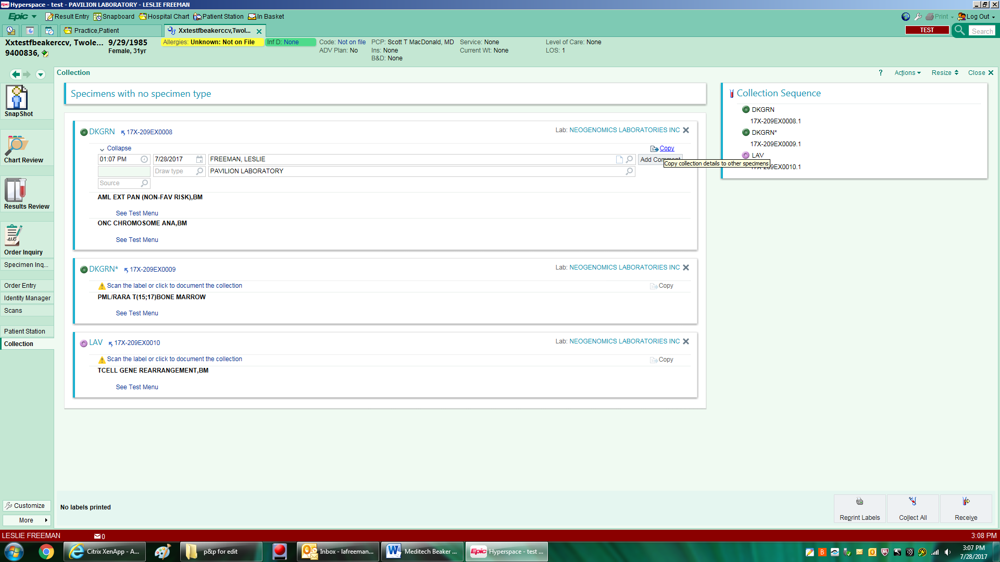 Hyperspace - test - PAVILION LABORATORY - LESLIE FREEMAN
Epic Result Entry Snapboard Hospital Chart Patient Station In Basket Print Log Out
Practice,Patient Xxtestfbeakerccv,Twol... TEST Search
Xxtestfbeakerccv, Twole... 9/29/1985 Allergies: Unknown: Not on File Inf D: None Code: Not on file PCP: Scott T MacDonald, MD Service: None Level of Care: None
9400836, Female, 31yr ADV Plan: No Ins: None Current Wt: None LOS: 1
B&D: None
Collection ? Actions Resize Close
Specimens with no specimen type
DKGRN 17X-209EX0008 Lab: NEOGENOMICS LABORATORIES INC
Collapse Copy
01:07 PM 7/28/2017 FREEMAN, LESLIE Add Comment
Copy collection details to other specimens
Draw type PAVILION LABORATORY
Source
AML EXT PAN (NON-FAV RISK),BM
See Test Menu
ONC CHROMOSOME ANA,BM
See Test Menu
DKGRN* 17X-209EX0009 Lab: NEOGENOMICS LABORATORIES INC
Scan the label or click to document the collection Copy
PML/RARA T(15;17)BONE MARROW
See Test Menu
LAV 17X-209EX0010 Lab: NEOGENOMICS LABORATORIES INC
Scan the label or click to document the collection Copy
TCELL GENE REARRANGEMENT,BM
See Test Menu
Collection Sequence
DKGRN
17X-209EX0008.1
DKGRN*
17X-209EX0009.1
LAV
17X-209EX0010.1
SnapShot
Chart Review
Results Review
Order Inquiry
Specimen Inq...
Order Entry
Identity Manager
Scans
Patient Station
Collection
Customize
More
No labels printed
Reprint Labels Collect All Receive
LESLIE FREEMAN 0 3:08 PM
Citrix XenApp - A... p&p for edit Inbox - lafreeman... Meditech Beaker ... Epic Hyperspace - test ... 3:07 PM
7/28/2017